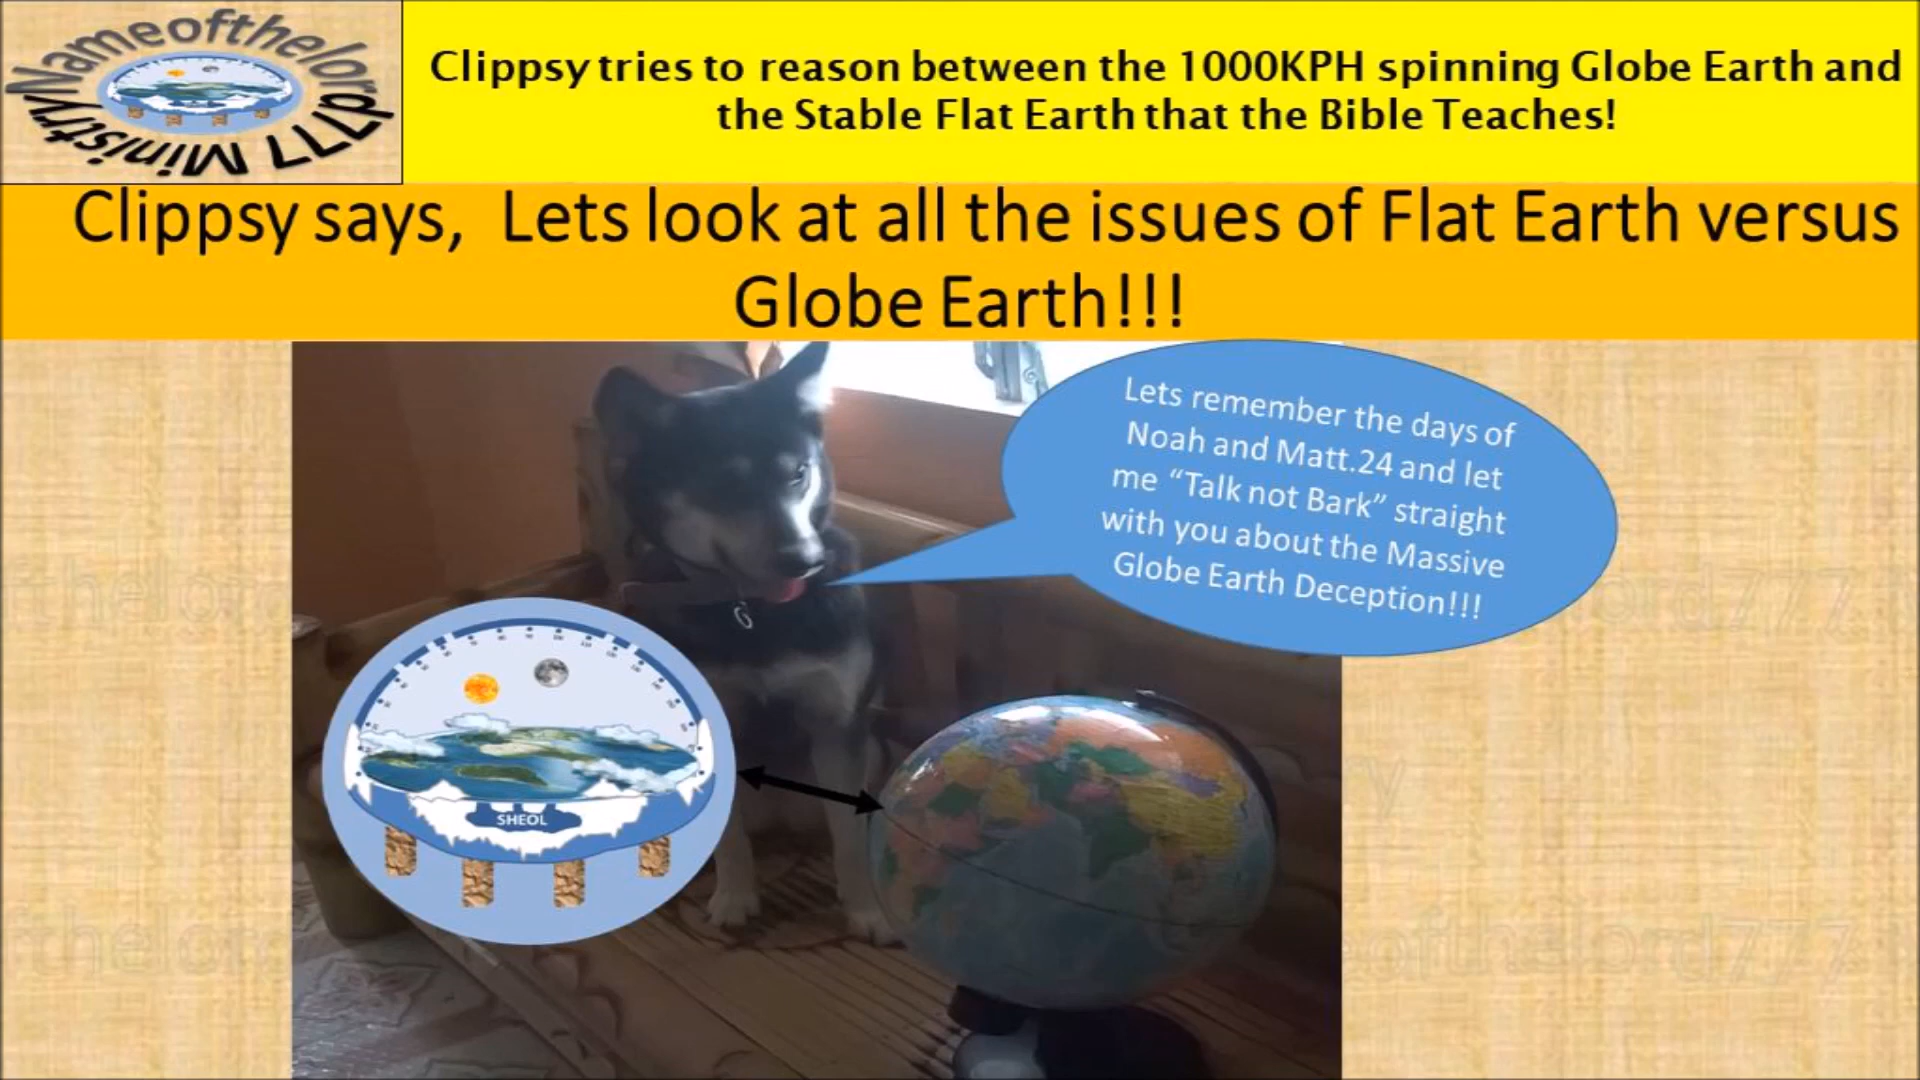 Nameofthelord777 Ministry
Clippsy tries to reason between the 1000KPH spinning Globe Earth and
the Stable Flat Earth that the Bible Teaches!
Clippsy says, Lets look at all the issues of Flat Earth versus
Globe Earth!!!
Lets remember the days of
Noah and Matt.24 and let
me “Talk not Bark” straight
with you about the Massive
Globe Earth Deception!!!
SHEOL